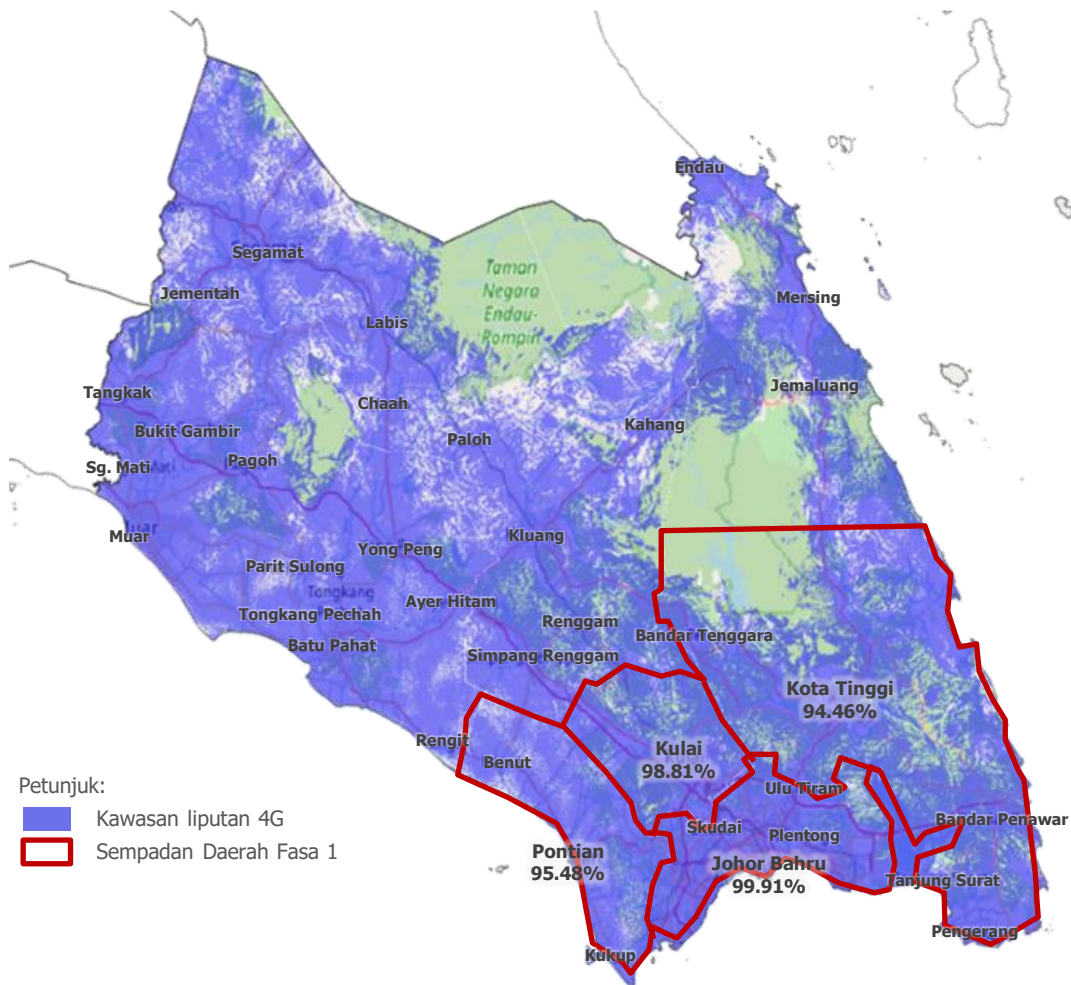 Endau
Segamat
Taman
Negara
Endau-
Rompin
Jementah
Mersing
Labis
Jemaluang
Tangkak
Chaah
Kahang
Bukit Gambir
Paloh
Pagoh
Sg. Mati
Muar
Kluang
Yong Peng
Parit Sulong
Tongkang
Ayer Hitam
Tongkang Pechah
Renggam
Bandar Tenggara
Batu Pahat
Simpang Renggam
Kota Tinggi
94.46%
Rengit
Benut
Kulai
98.81%
Ulu Tiram
Petunjuk:
Kawasan liputan 4G
Sempadan Daerah Fasa 1
Bandar Penawar
Skudai
Plentong
Pontian
95.48%
Johor Bahru
99.91%
Tanjung Surat
Pengerang
Kukup